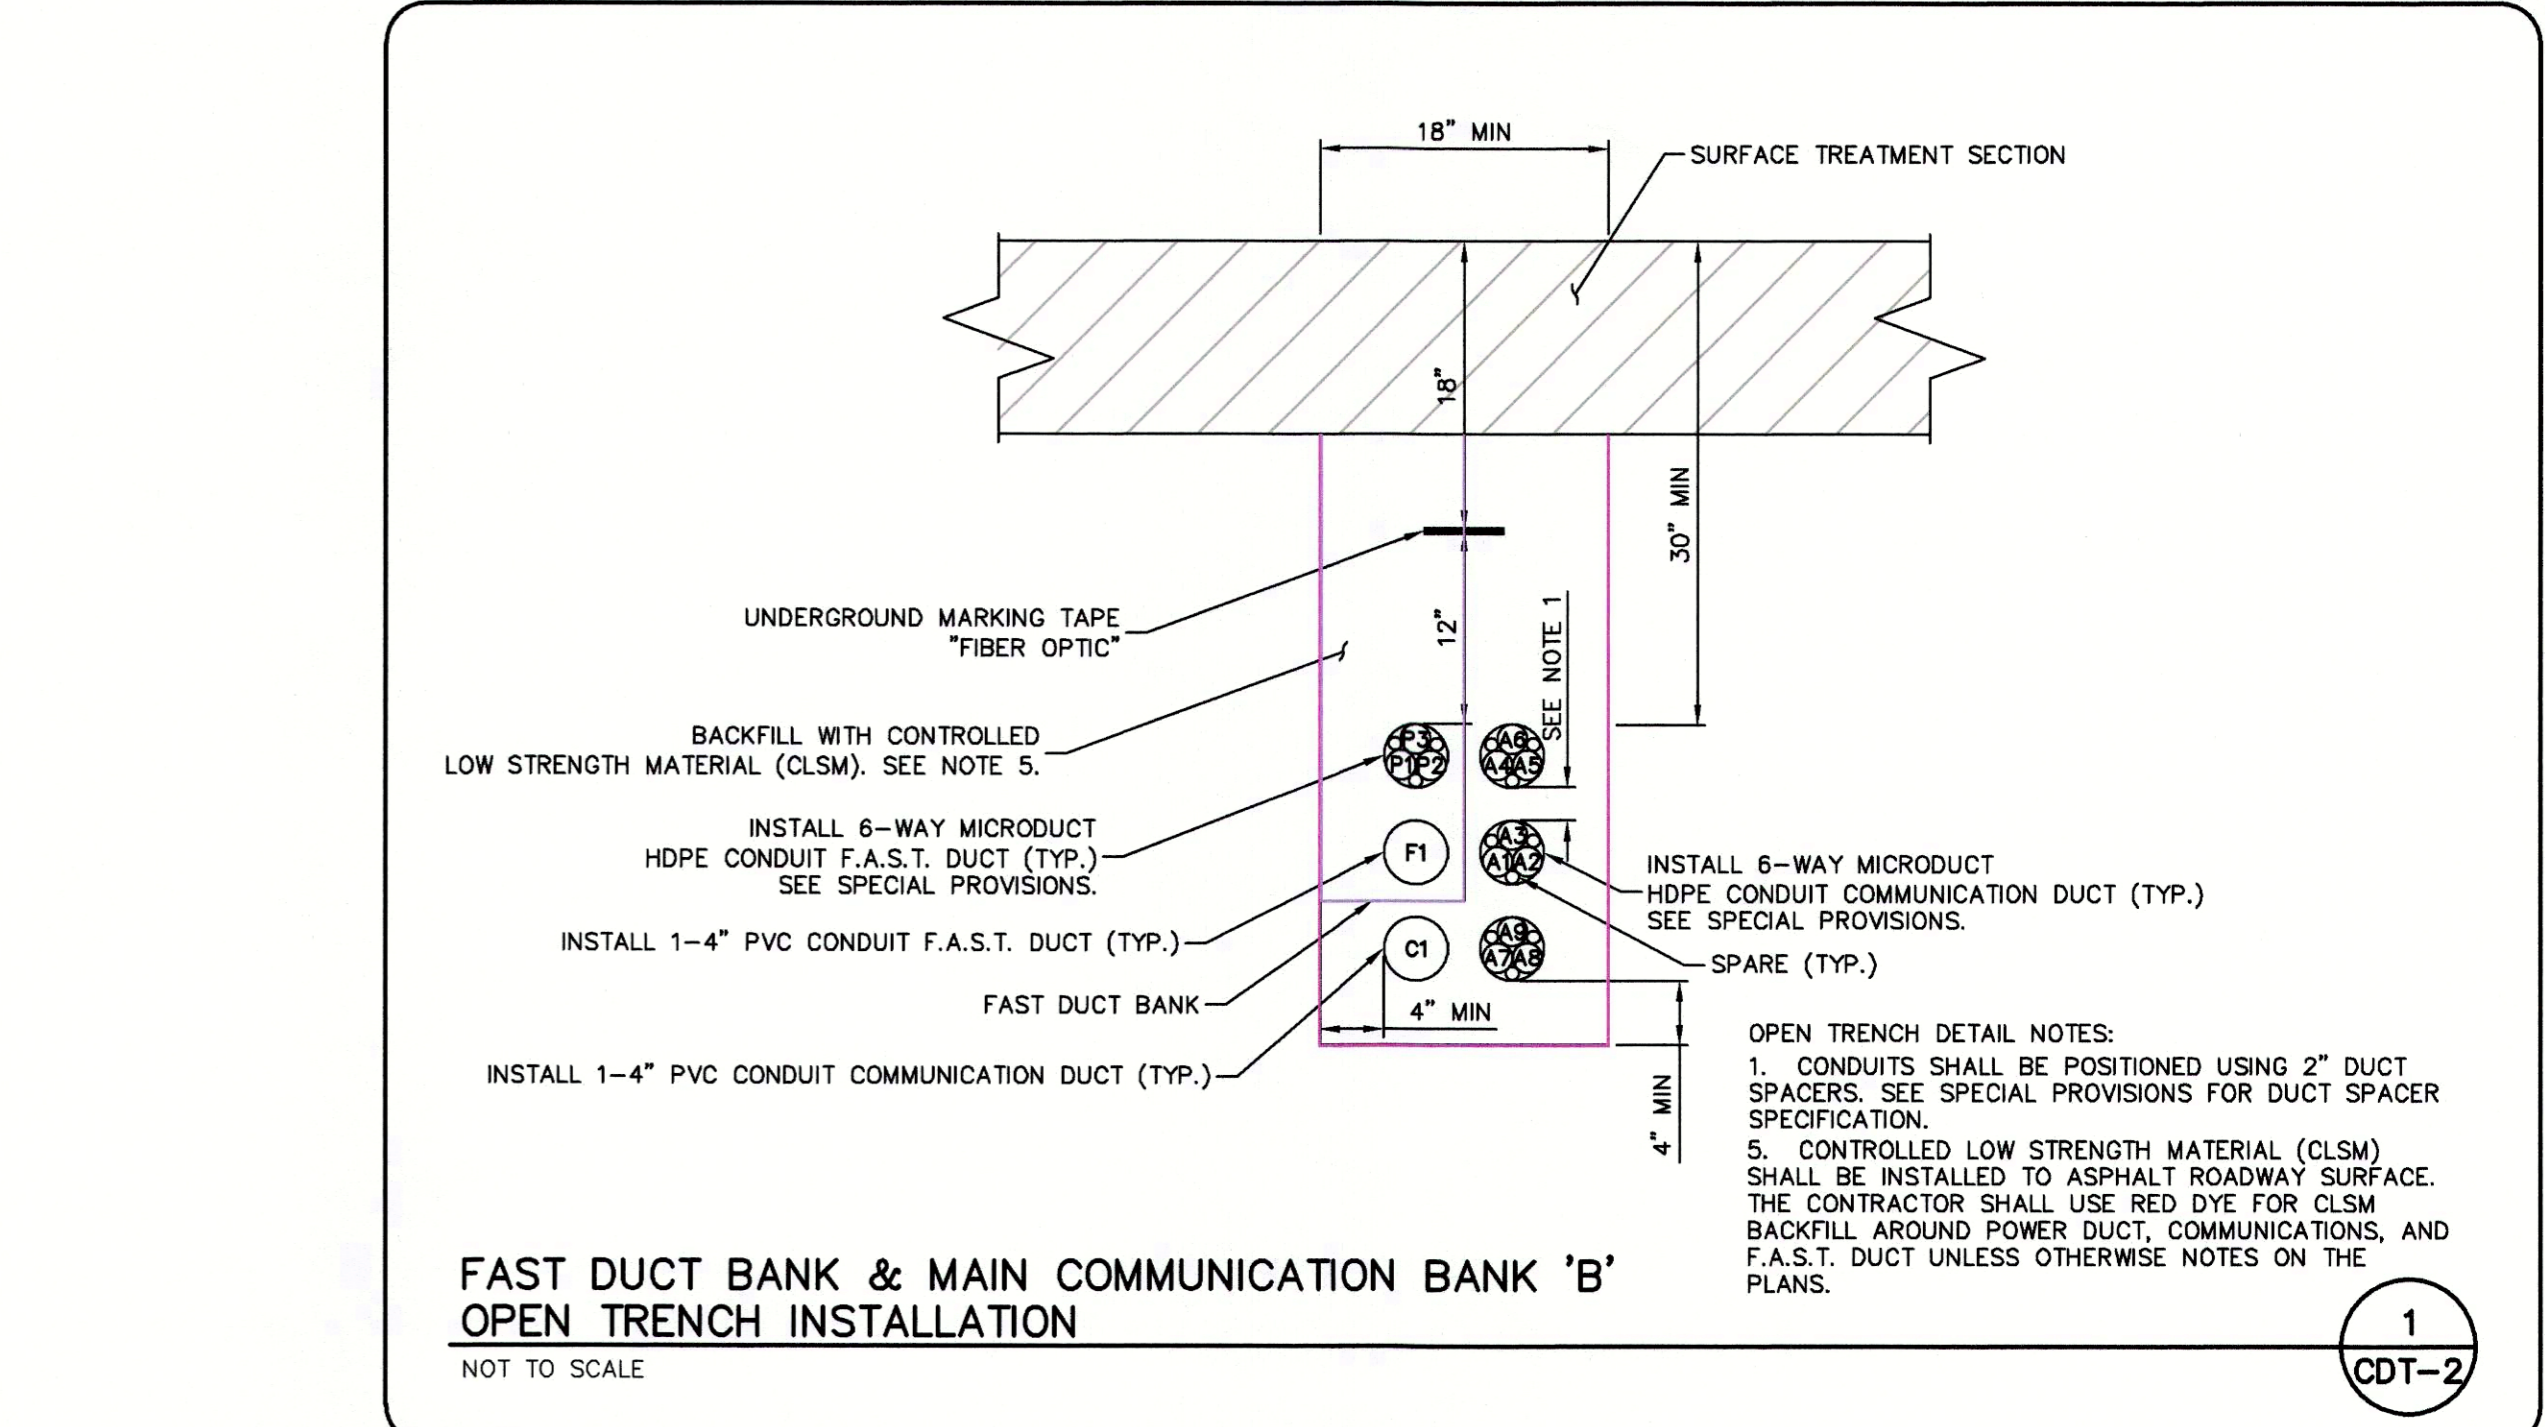 18" MIN
SURFACE TREATMENT SECTION
18"
30" MIN
UNDERGROUND MARKING TAPE
"FIBER OPTIC"
12"
SEE NOTE 1
BACKFILL WITH CONTROLLED
LOW STRENGTH MATERIAL (CLSM). SEE NOTE 5.
P3
P1 P2
A6
A4 A5
INSTALL 6-WAY MICRODUCT
HDPE CONDUIT F.A.S.T. DUCT (TYP.)
SEE SPECIAL PROVISIONS.
F1
A3
A1 A2
INSTALL 6-WAY MICRODUCT
HDPE CONDUIT COMMUNICATION DUCT (TYP.)
SEE SPECIAL PROVISIONS.
INSTALL 1-4" PVC CONDUIT F.A.S.T. DUCT (TYP.)
C1
A9
A7 A8
SPARE (TYP.)
FAST DUCT BANK
4" MIN
INSTALL 1-4" PVC CONDUIT COMMUNICATION DUCT (TYP.)
4" MIN
OPEN TRENCH DETAIL NOTES:
1. CONDUITS SHALL BE POSITIONED USING 2" DUCT
SPACERS. SEE SPECIAL PROVISIONS FOR DUCT SPACER
SPECIFICATION.
5. CONTROLLED LOW STRENGTH MATERIAL (CLSM)
SHALL BE INSTALLED TO ASPHALT ROADWAY SURFACE.
THE CONTRACTOR SHALL USE RED DYE FOR CLSM
BACKFILL AROUND POWER DUCT, COMMUNICATIONS, AND
F.A.S.T. DUCT UNLESS OTHERWISE NOTES ON THE
PLANS.
FAST DUCT BANK & MAIN COMMUNICATION BANK 'B'
OPEN TRENCH INSTALLATION
NOT TO SCALE
1
CDT-2